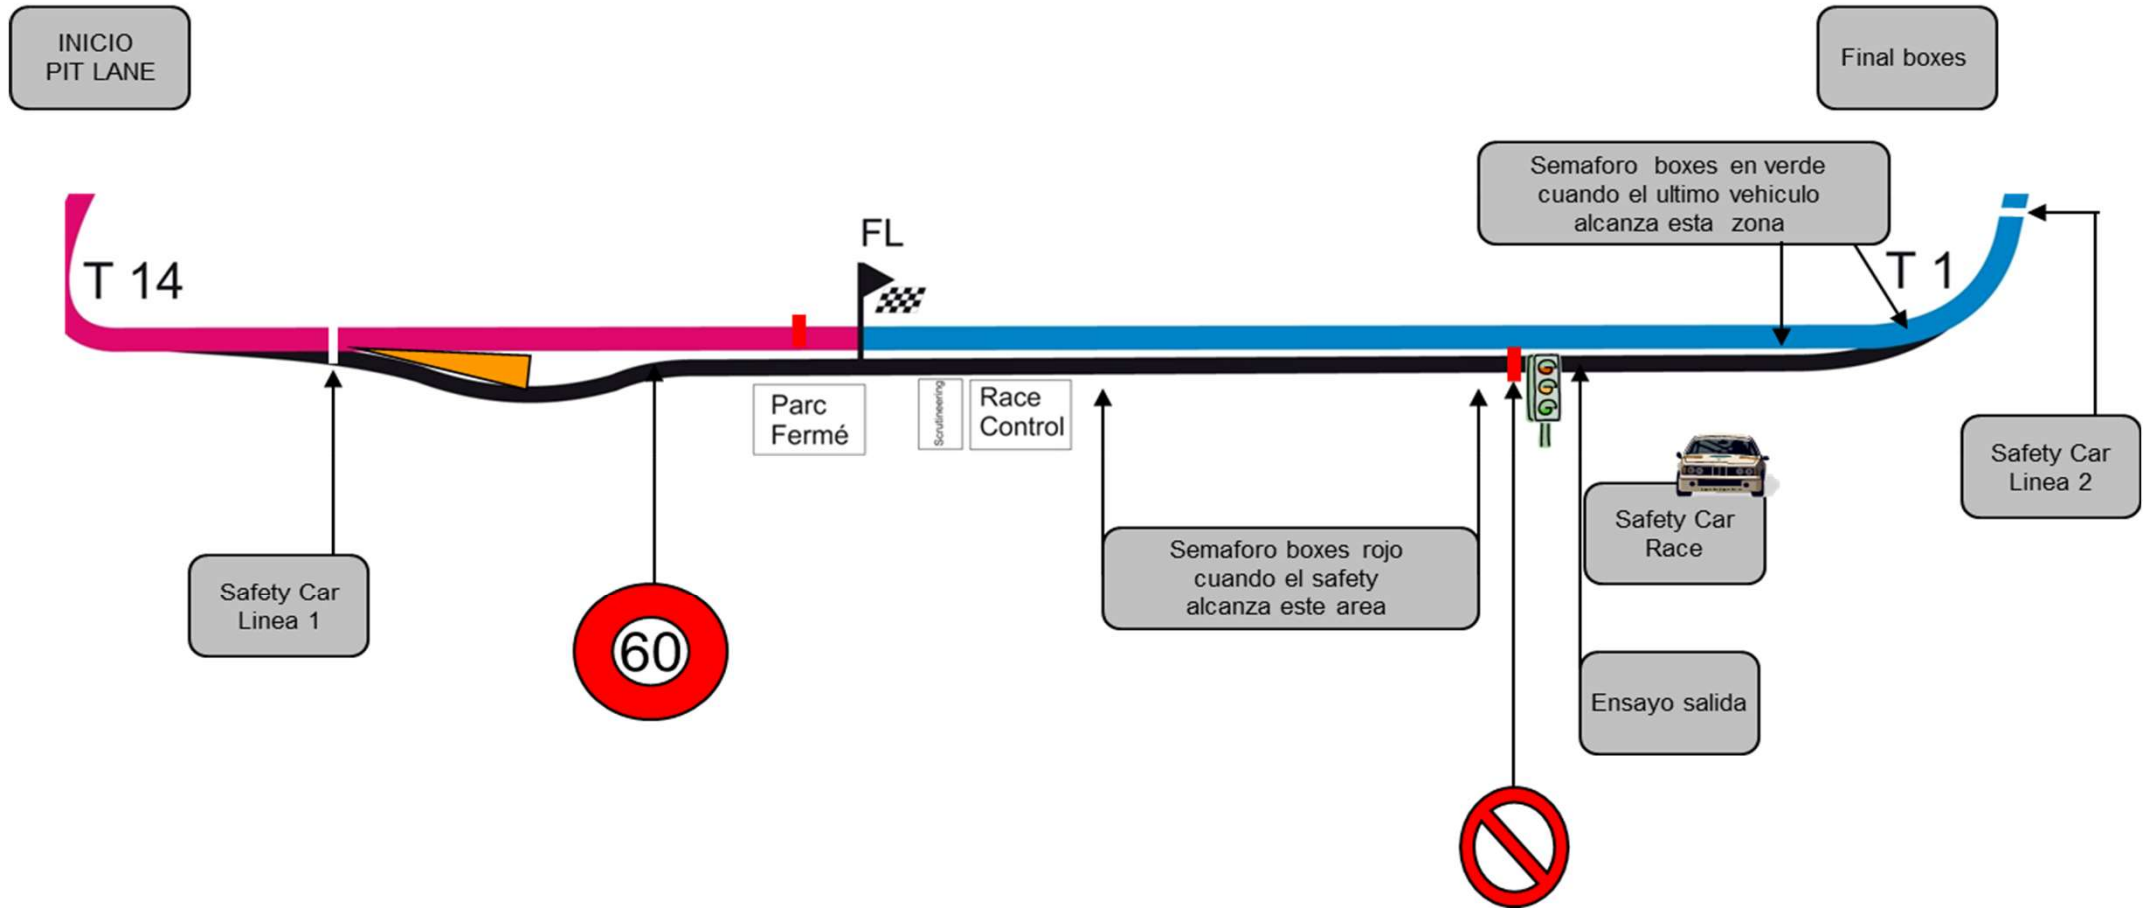 INICIO
PIT LANE
Final boxes
Semaforo boxes en verde
cuando el ultimo vehiculo
alcanza esta zona
FL
T 14
T 1
Parc
Fermé
Scrutineering
Race
Control
Safety Car
Linea 2
Safety Car
Race
Semaforo boxes rojo
cuando el safety
alcanza este area
Safety Car
Linea 1
60
Ensayo salida